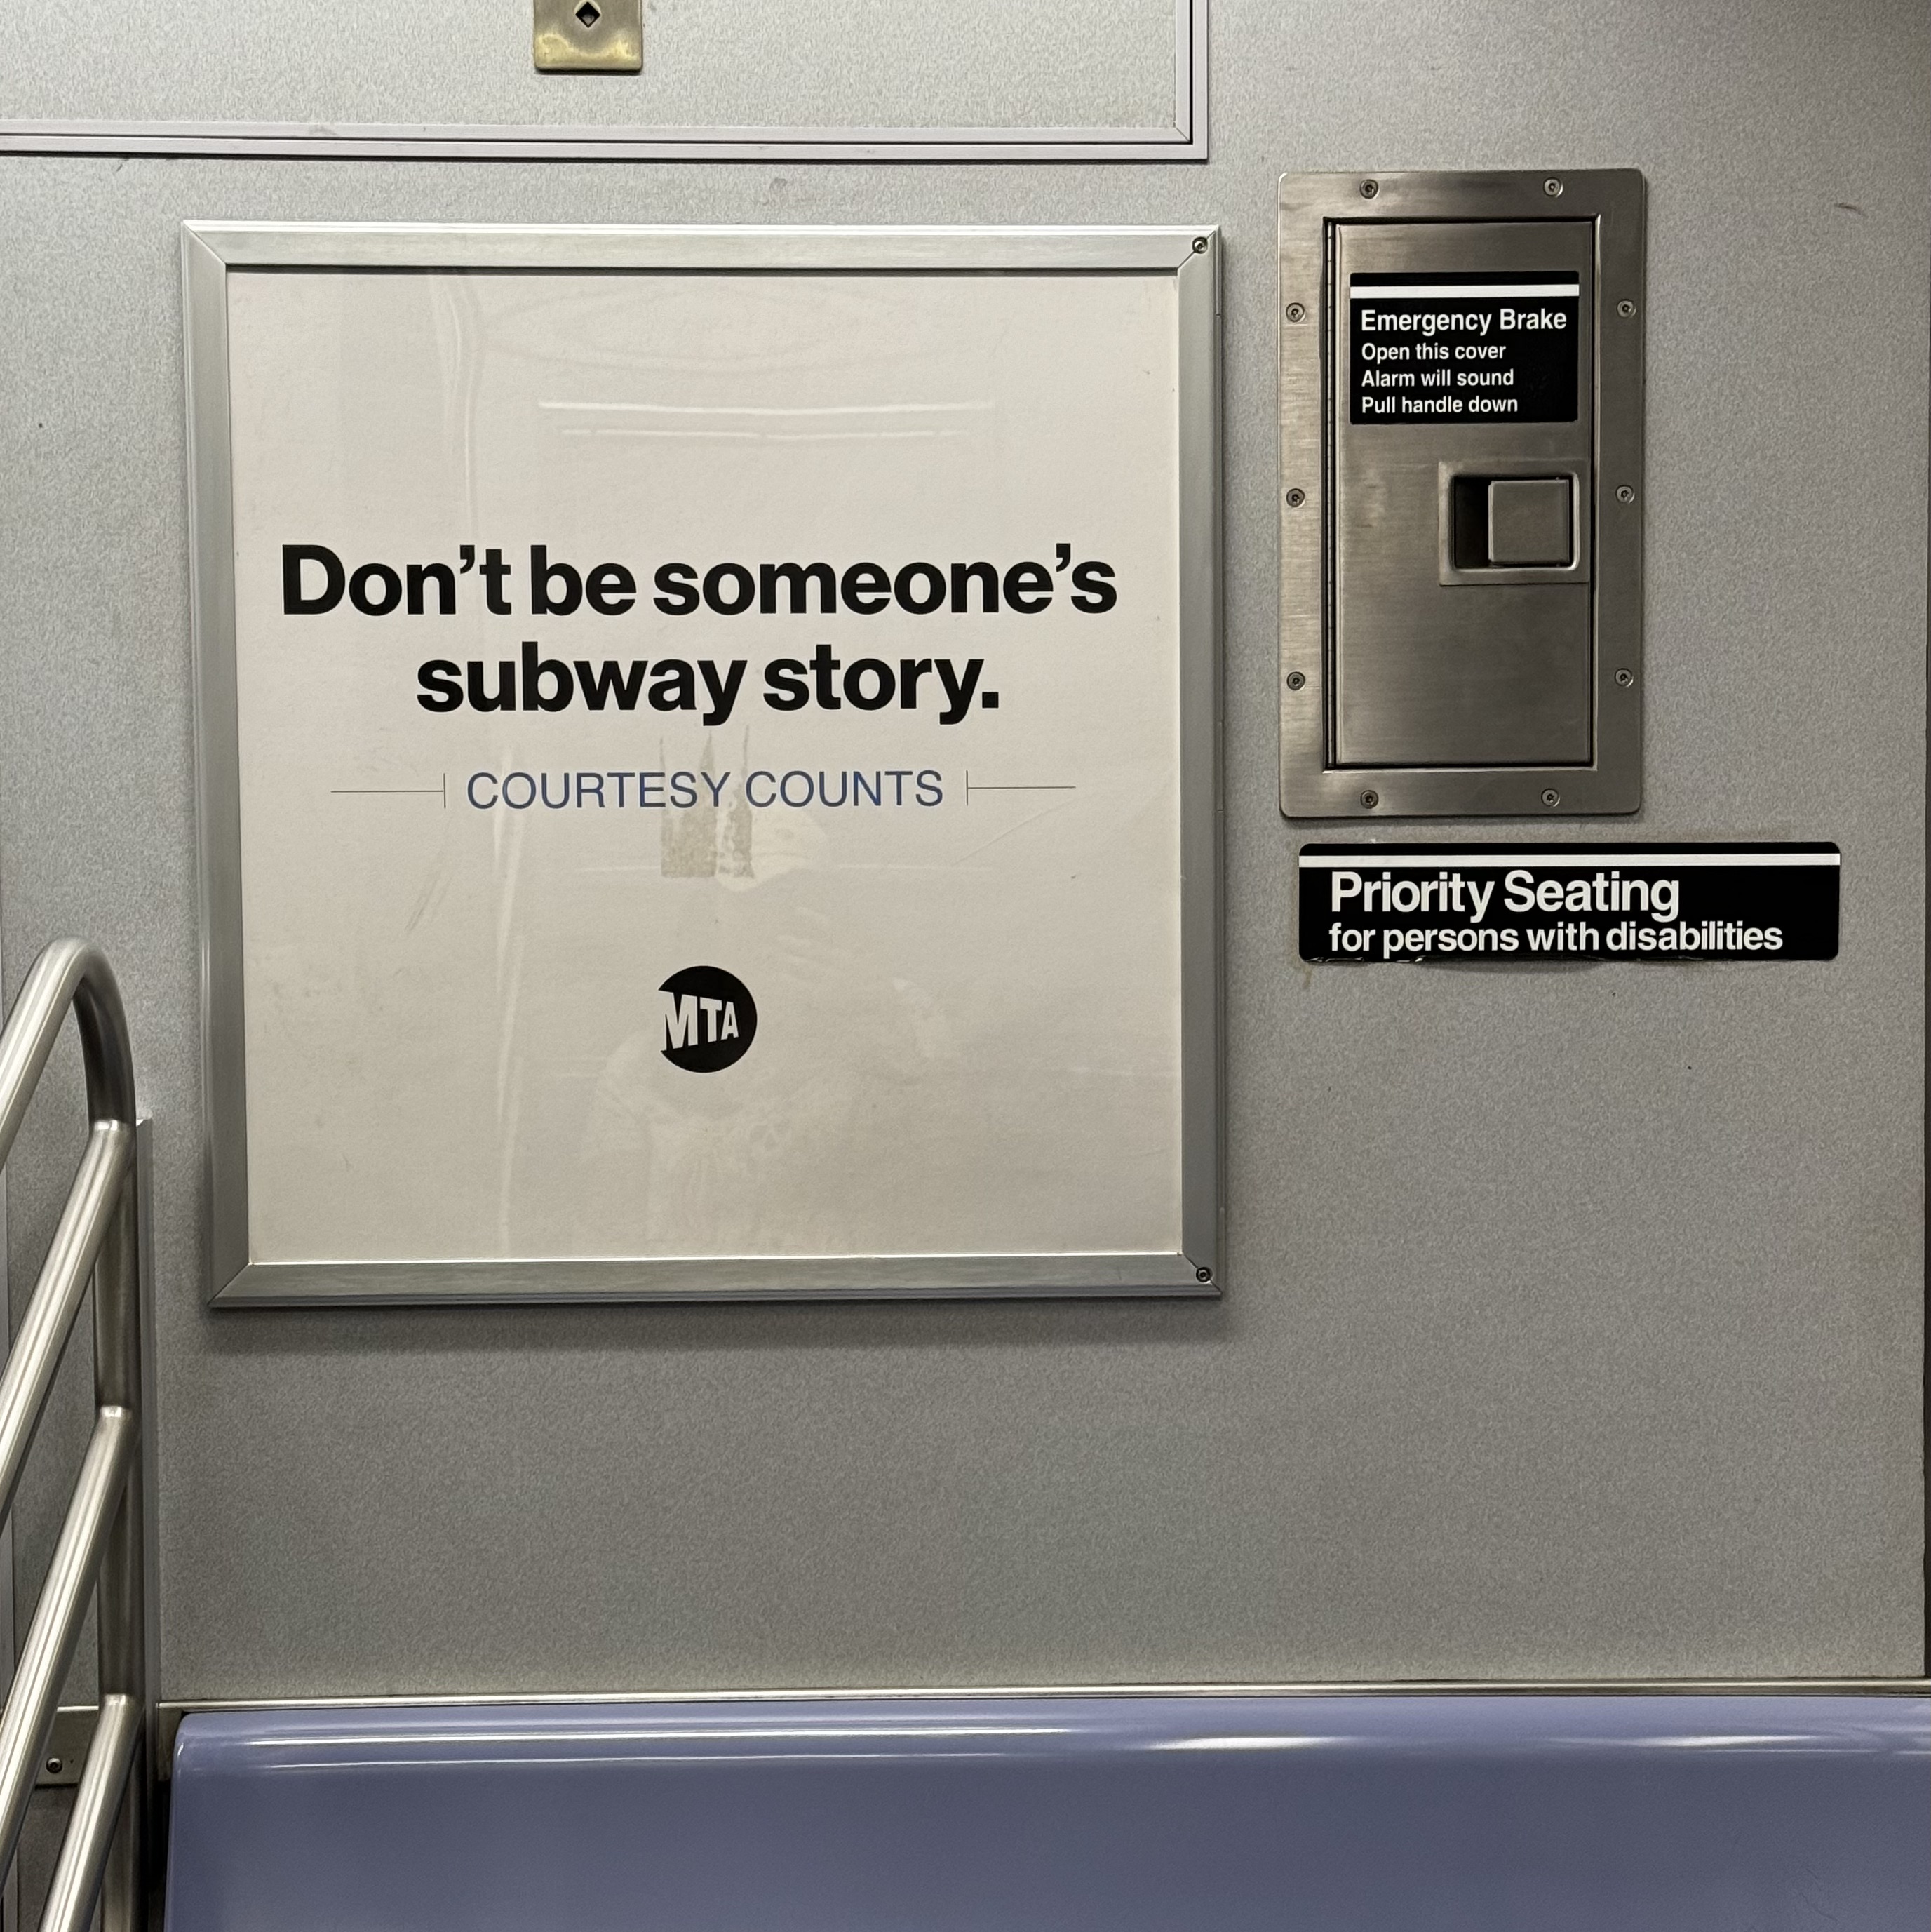 Don't be someone's
subway story.
COURTESY COUNTS
MTA
Emergency Brake
Open this cover
Alarm will sound
Pull handle down
Priority Seating
for persons with disabilities